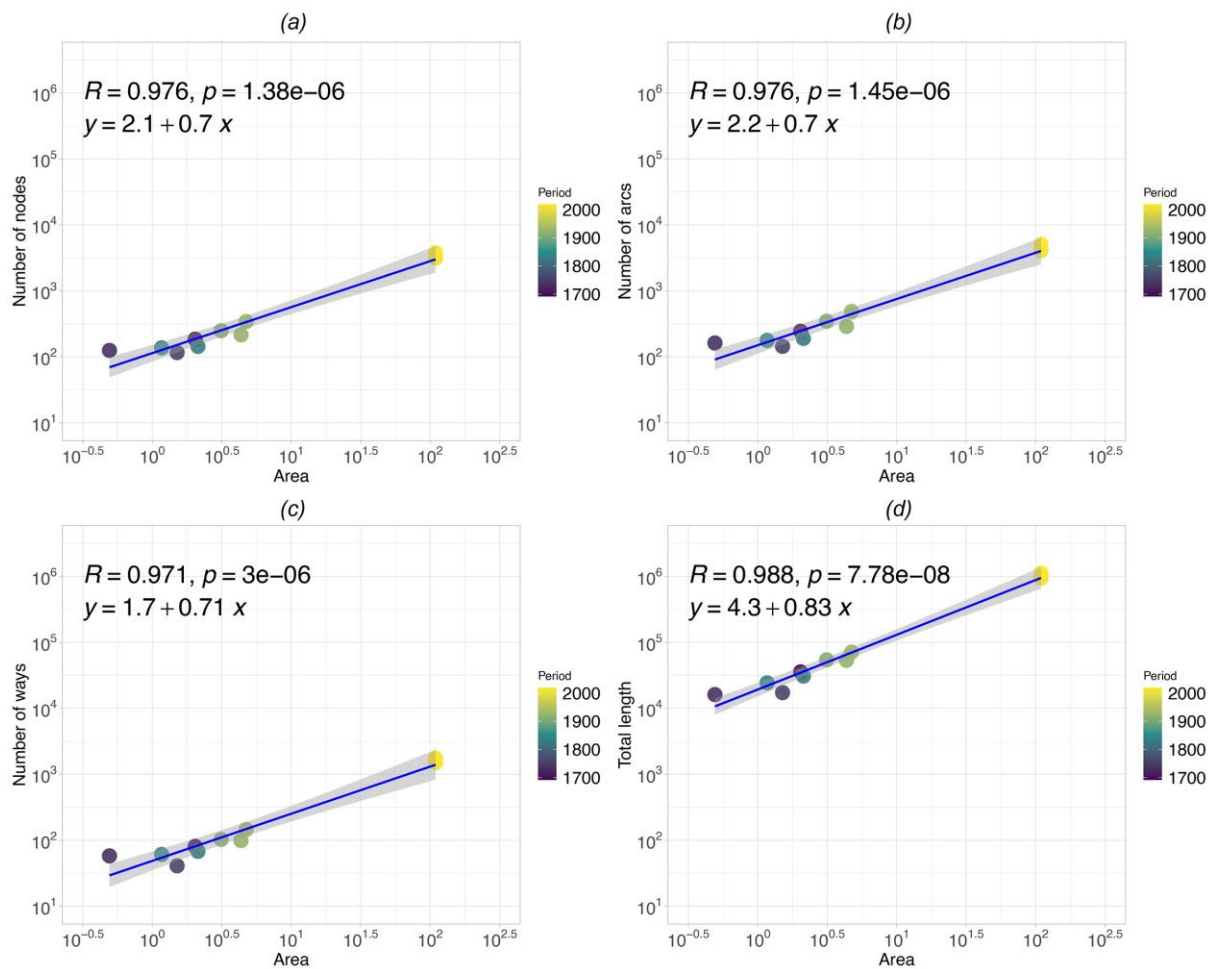 (a)
R = 0.976, p = 1.38e−06
y = 2.1 + 0.7 x
Number of nodes
10^6
10^5
10^4
10^3
10^2
10^1
10^−0.5 10^0 10^0.5 10^1 10^1.5 10^2 10^2.5
Area
Period
2000
1900
1800
1700
(b)
R = 0.976, p = 1.45e−06
y = 2.2 + 0.7 x
Number of arcs
10^6
10^5
10^4
10^3
10^2
10^1
10^−0.5 10^0 10^0.5 10^1 10^1.5 10^2 10^2.5
Area
Period
2000
1900
1800
1700
(c)
R = 0.971, p = 3e−06
y = 1.7 + 0.71 x
Number of ways
10^6
10^5
10^4
10^3
10^2
10^1
10^−0.5 10^0 10^0.5 10^1 10^1.5 10^2 10^2.5
Area
Period
2000
1900
1800
1700
(d)
R = 0.988, p = 7.78e−08
y = 4.3 + 0.83 x
Total length
10^6
10^5
10^4
10^3
10^2
10^1
10^−0.5 10^0 10^0.5 10^1 10^1.5 10^2 10^2.5
Area
Period
2000
1900
1800
1700